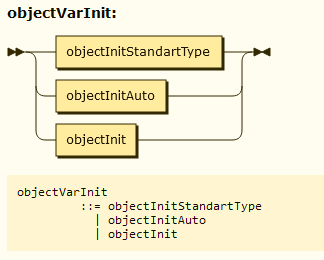 objectVarInit:
objectInitStandartType
objectInitAuto
objectInit
objectVarInit
::= objectInitStandartType
| objectInitAuto
| objectInit